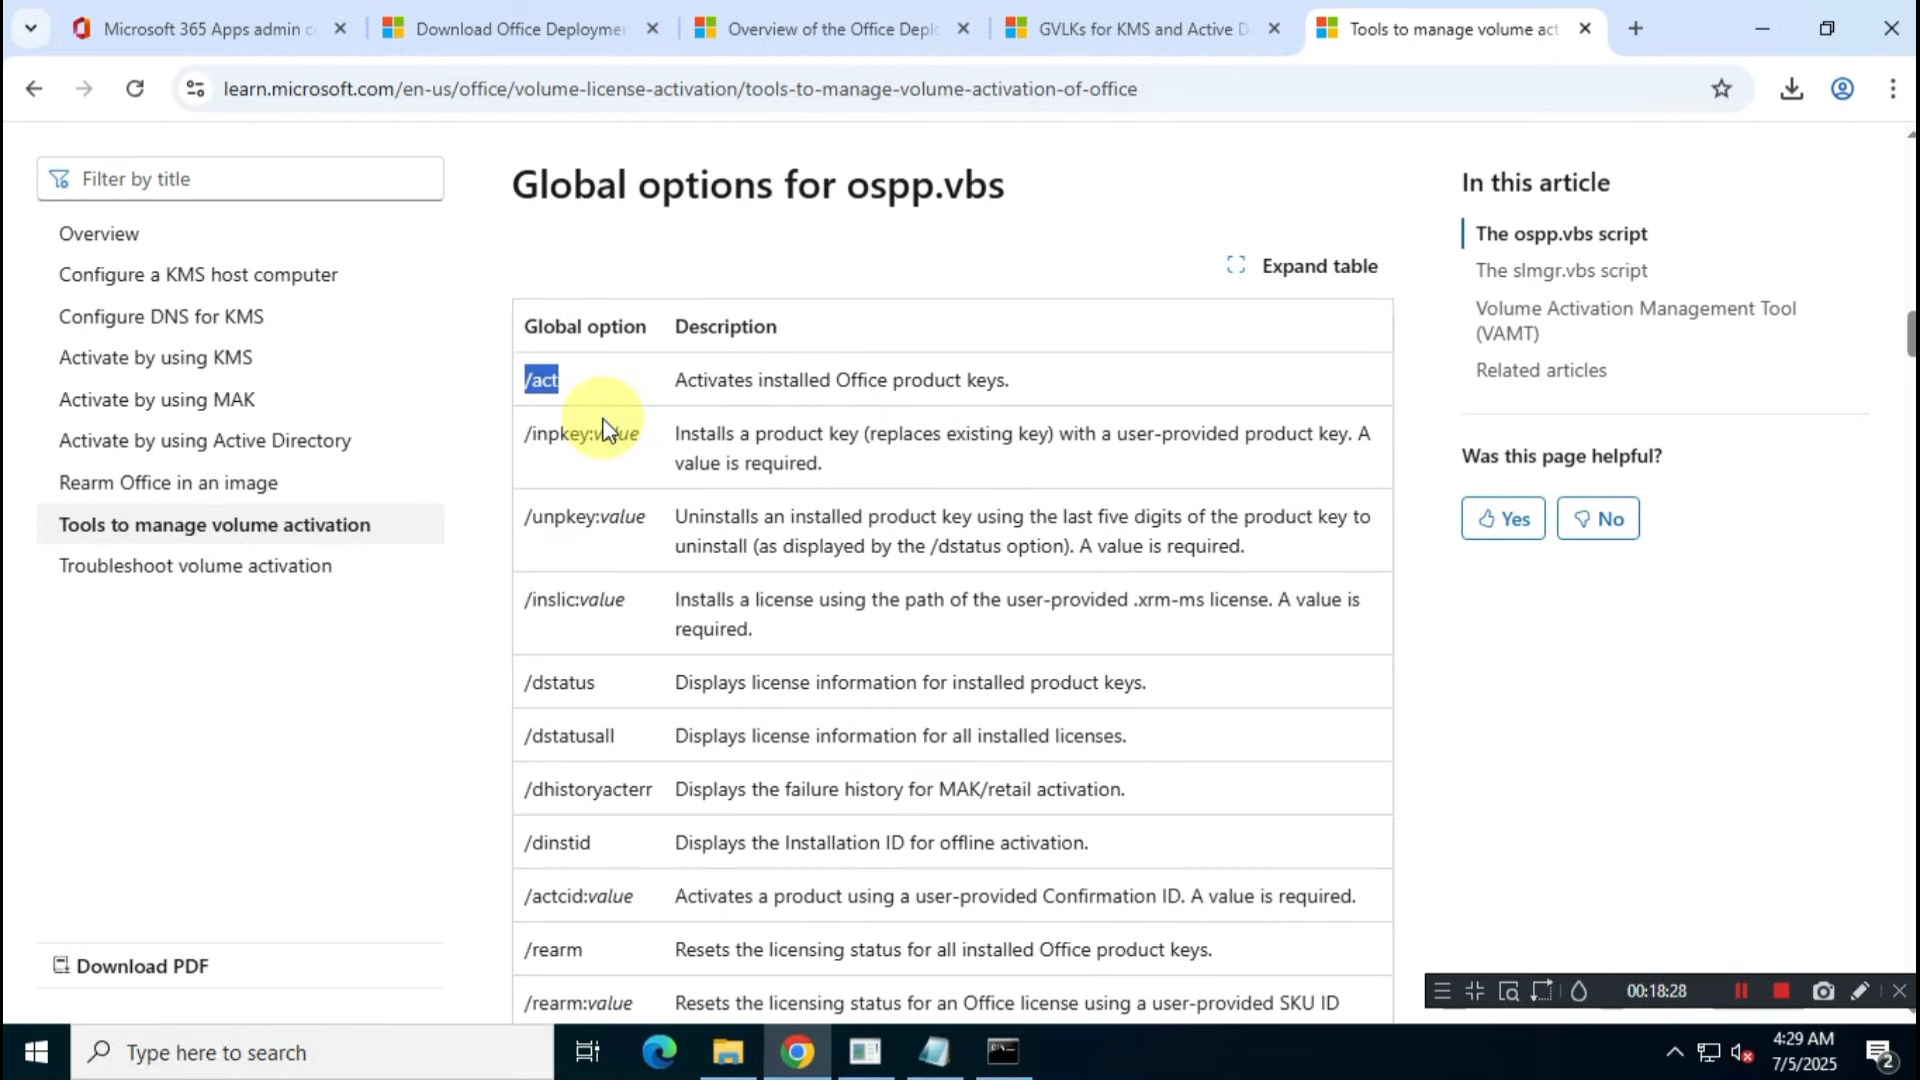 Microsoft 365 Apps admin c
Download Office Deployme
Overview of the Office Depl
GVLKs for KMS and Active D
Tools to manage volume act
learn.microsoft.com/en-us/office/volume-license-activation/tools-to-manage-volume-activation-of-office
Filter by title
Overview
Configure a KMS host computer
Configure DNS for KMS
Activate by using KMS
Activate by using MAK
Activate by using Active Directory
Rearm Office in an image
Tools to manage volume activation
Troubleshoot volume activation
Download PDF
Global options for ospp.vbs
Expand table
Global option Description
/act Activates installed Office product keys.
/inpkey:value Installs a product key (replaces existing key) with a user-provided product key. A
value is required.
/unpkey:value Uninstalls an installed product key using the last five digits of the product key to
uninstall (as displayed by the /dstatus option). A value is required.
/inslic:value Installs a license using the path of the user-provided .xrm-ms license. A value is
required.
/dstatus Displays license information for installed product keys.
/dstatusall Displays license information for all installed licenses.
/dhistoryacterr Displays the failure history for MAK/retail activation.
/dinstid Displays the Installation ID for offline activation.
/actcid:value Activates a product using a user-provided Confirmation ID. A value is required.
/rearm Resets the licensing status for all installed Office product keys.
/rearm:value Resets the licensing status for an Office license using a user-provided SKU ID
In this article
The ospp.vbs script
The slmgr.vbs script
Volume Activation Management Tool
(VAMT)
Related articles
Was this page helpful?
Yes
No
00:18:28
Type here to search
4:29 AM
7/5/2025
2